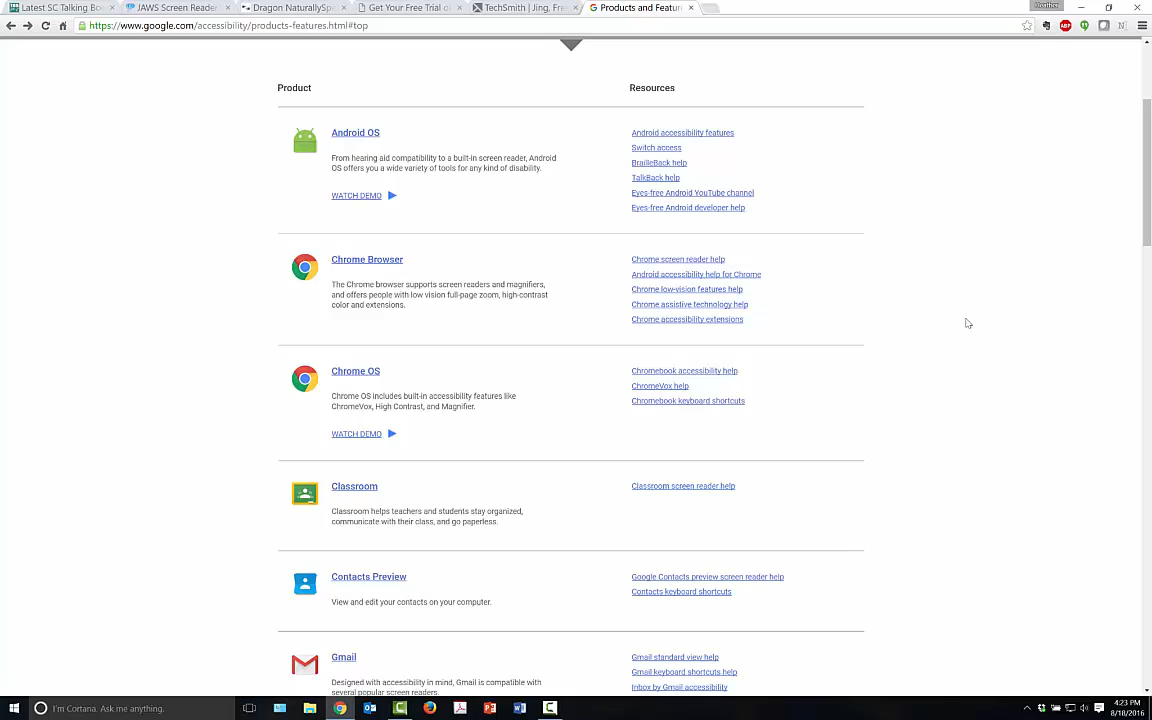 Latest SC Talking Bo
JAWS Screen Reader
Dragon NaturallySpe
Get Your Free Trial o
TechSmith | Jing, Fre
Products and Featur
Heather
https://www.google.com/accessibility/products-features.html#top
Product
Resources
Android OS
From hearing aid compatibility to a built-in screen reader, Android
OS offers you a wide variety of tools for any kind of disability.
WATCH DEMO
Android accessibility features
Switch access
BrailleBack help
TalkBack help
Eyes-free Android YouTube channel
Eyes-free Android developer help
Chrome Browser
The Chrome browser supports screen readers and magnifiers,
and offers people with low vision full-page zoom, high-contrast
color and extensions.
Chrome screen reader help
Android accessibility help for Chrome
Chrome low-vision features help
Chrome assistive technology help
Chrome accessibility extensions
Chrome OS
Chrome OS includes built-in accessibility features like
ChromeVox, High Contrast, and Magnifier.
WATCH DEMO
Chromebook accessibility help
ChromeVox help
Chromebook keyboard shortcuts
Classroom
Classroom helps teachers and students stay organized,
communicate with their class, and go paperless.
Classroom screen reader help
Contacts Preview
View and edit your contacts on your computer.
Google Contacts preview screen reader help
Contacts keyboard shortcuts
Gmail
Designed with accessibility in mind, Gmail is compatible with
several popular screen readers.
Gmail standard view help
Gmail keyboard shortcuts help
Inbox by Gmail accessibility
I'm Cortana. Ask me anything.
4:23 PM
8/18/2016